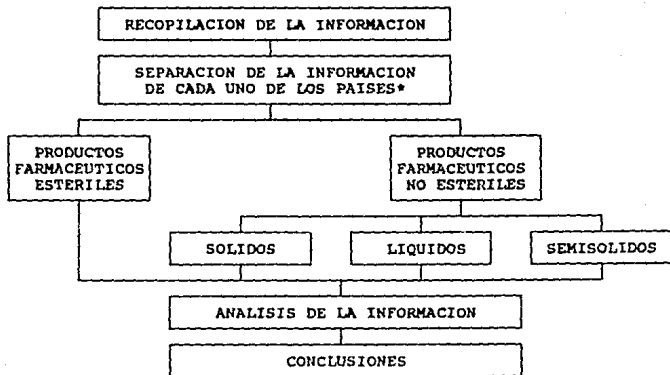 RECOPILACION DE LA INFORMACION
SEPARACION DE LA INFORMACION
DE CADA UNO DE LOS PAISES*
PRODUCTOS
FARMACEUTICOS
ESTERILES
PRODUCTOS
FARMACEUTICOS
NO ESTERILES
SOLIDOS
LIQUIDOS
SEMISOLIDOS
ANALISIS DE LA INFORMACION
CONCLUSIONES